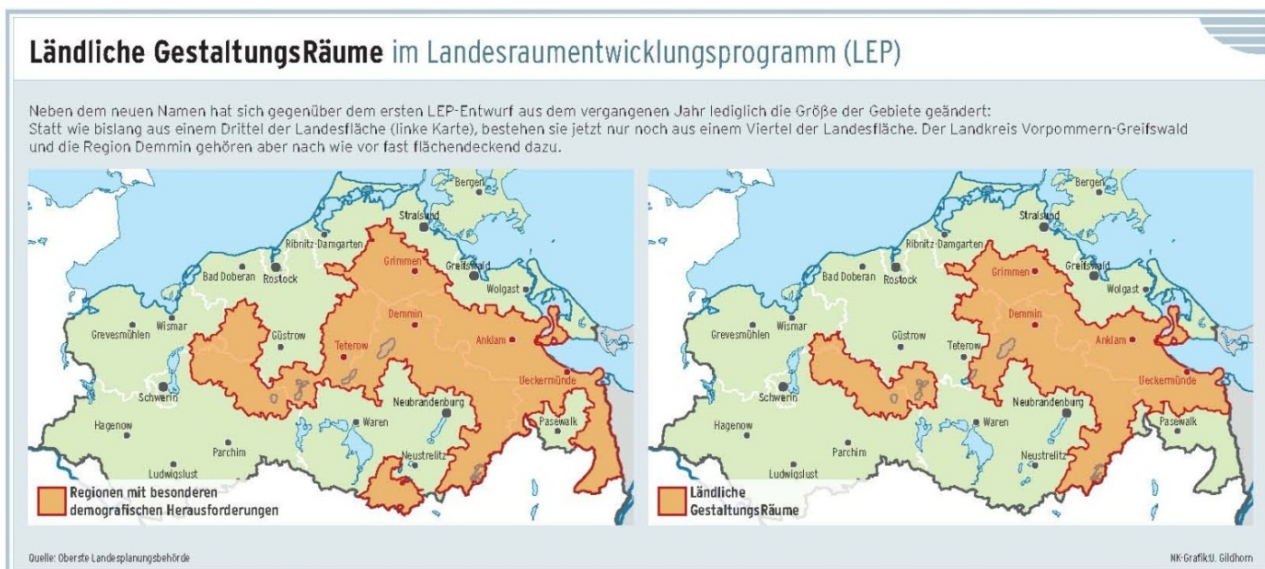 Ländliche GestaltungsRäume im Landesraumentwicklungsprogramm (LEP)
Neben dem neuen Namen hat sich gegenüber dem ersten LEP-Entwurf aus dem vergangenen Jahr lediglich die Größe der Gebiete geändert:
Statt wie bislang aus einem Drittel der Landesfläche (linke Karte), bestehen sie jetzt nur noch aus einem Viertel der Landesfläche. Der Landkreis Vorpommern-Greifswald
und die Region Demmin gehören aber nach wie vor fast flächendeckend dazu.
Bergen
Stralsund
Ribnitz-Damgarten
Bad Doberan
Rostock
Grimmen
Greifswald
Wolgast
Grevesmühlen
Wismar
Güstrow
Demmin
Teterow
Anklam
Ueckermünde
Schwerin
Neubrandenburg
Hagenow
Waren
Pasewalk
Parchim
Ludwigslust
Neustrelitz
Regionen mit besonderen
demografischen Herausforderungen
Bergen
Stralsund
Ribnitz-Damgarten
Bad Doberan
Rostock
Grimmen
Greifswald
Wolgast
Grevesmühlen
Wismar
Güstrow
Demmin
Teterow
Anklam
Ueckermünde
Schwerin
Neubrandenburg
Hagenow
Waren
Pasewalk
Parchim
Ludwigslust
Neustrelitz
Ländliche
GestaltungsRäume
Quelle: Oberste Landesplanungsbehörde
NK-Grafik:U. Gildhorn